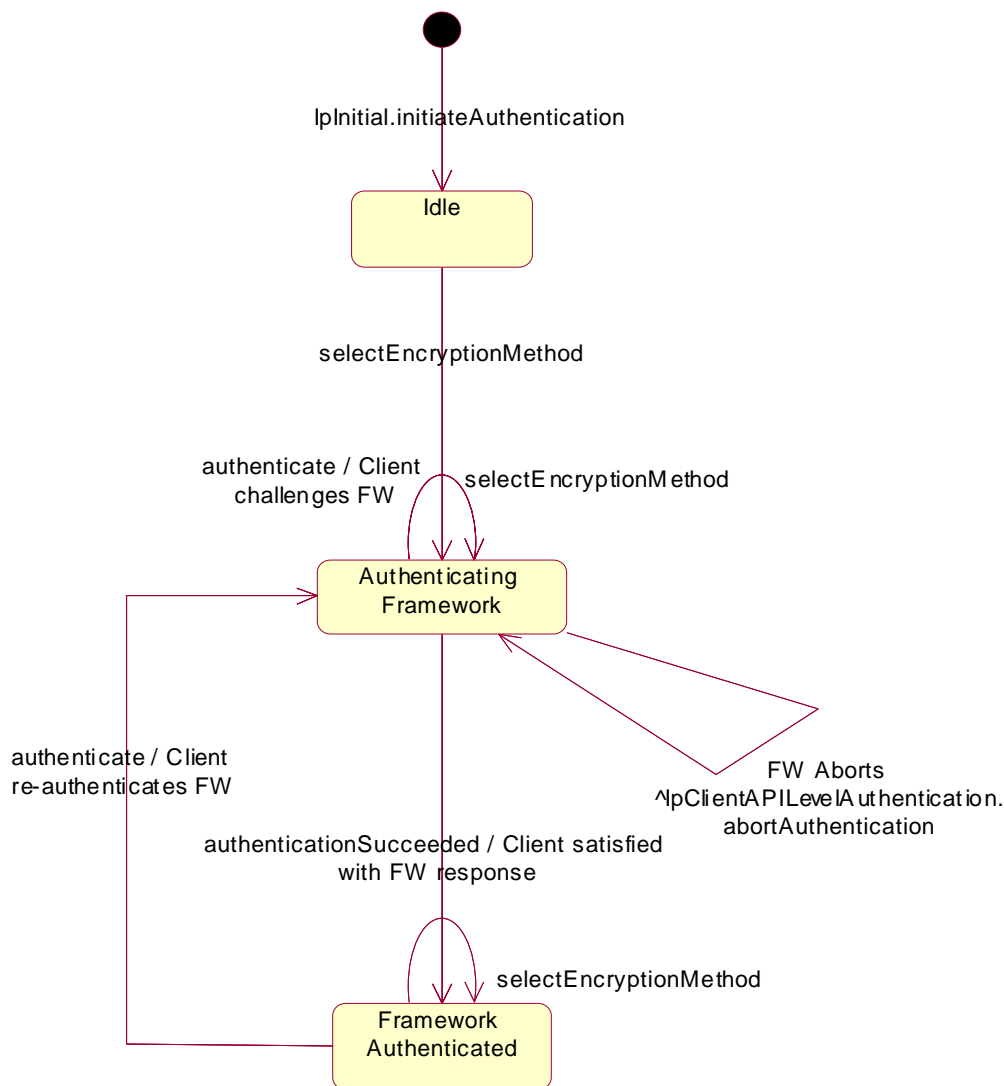 IpInitial.initiateAuthentication
Idle
selectEncryptionMethod
authenticate / Client
challenges FW
selectEncryptionMethod
Authenticating
Framework
authenticate / Client
re-authenticates FW
FW Aborts
^IpClientAPILevelAuthentication.
abortAuthentication
authenticationSucceeded / Client satisfied
with FW response
selectEncryptionMethod
Framework
Authenticated